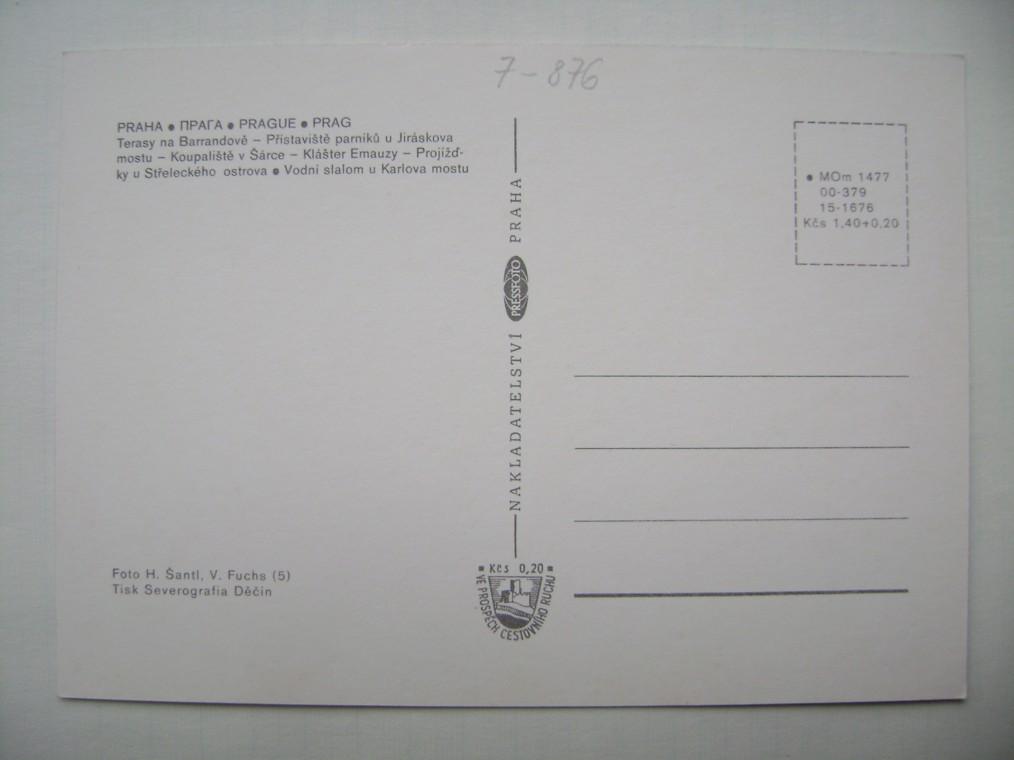 7-876
PRAHA ● ПРАГА ● PRAGUE ● PRAG
Terasy na Barrandově – Přístaviště parníků u Jiráskova
mostu – Koupaliště v Šárce – Klášter Emauzy – Projížď-
ky u Střeleckého ostrova ● Vodní slalom u Karlova mostu
● MOm 1477
00-379
15-1676
Kčs 1,40+0,20
NAKLADATELSTVÍ PRESSFOTO PRAHA
Foto H. Šantl, V. Fuchs (5)
Tisk Severografia Děčín
▪ Kčs 0,20 ▪
VE PROSPĚCH CESTOVNÍHO RUCHU